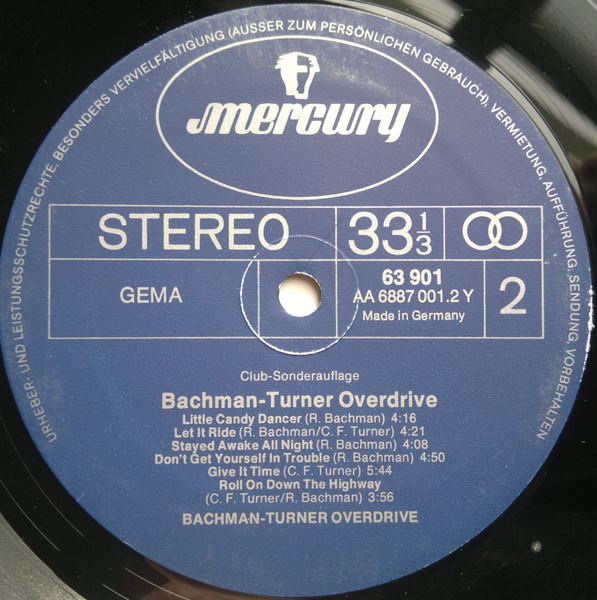 URHEBER- UND LEISTUNGSSCHUTZRECHTE, BESONDERS VERVIELFÄLTIGUNG (AUSSER ZUM PERSÖNLICHEN GEBRAUCH), VERMIETUNG, AUFFÜHRUNG, SENDUNG, VORBEHALTEN
mercury
STEREO 33 1/3
63 901
GEMA AA 6887 001.2 Y 2
Made in Germany
Club-Sonderauflage
Bachman-Turner Overdrive
Little Candy Dancer (R. Bachman) 4:16
Let It Ride (R. Bachman/C. F. Turner) 4:21
Stayed Awake All Night (R. Bachman) 4:08
Don't Get Yourself In Trouble (R. Bachman) 4:50
Give It Time (C. F. Turner) 5:44
Roll On Down The Highway
(C. F. Turner/R. Bachman) 3:56
BACHMAN-TURNER OVERDRIVE